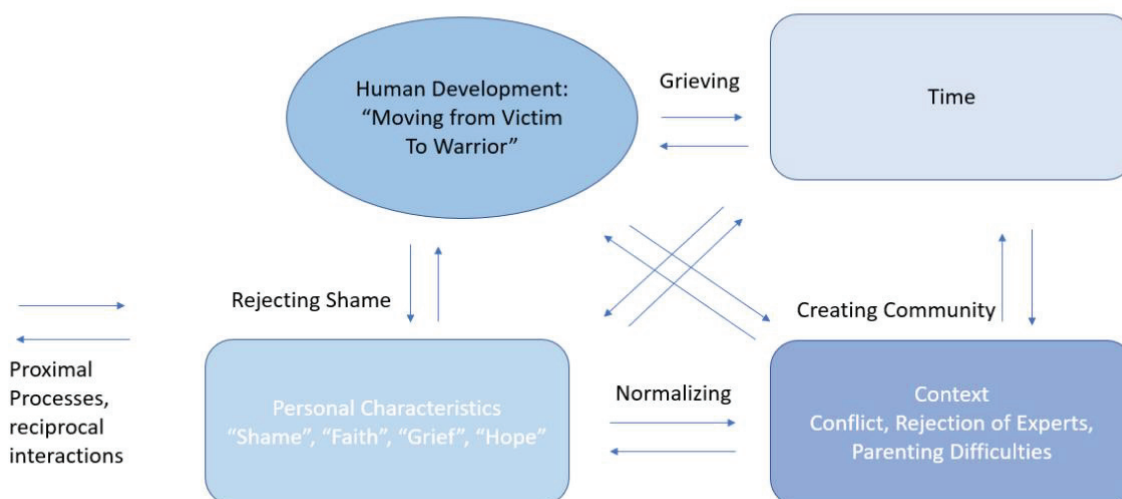 Human Development:
“Moving from Victim
To Warrior”
Grieving
Time
Rejecting Shame
Creating Community
Proximal
Processes,
reciprocal
interactions
Personal Characteristics
“Shame”, “Faith”, “Grief”, “Hope”
Normalizing
Context
Conflict, Rejection of Experts,
Parenting Difficulties